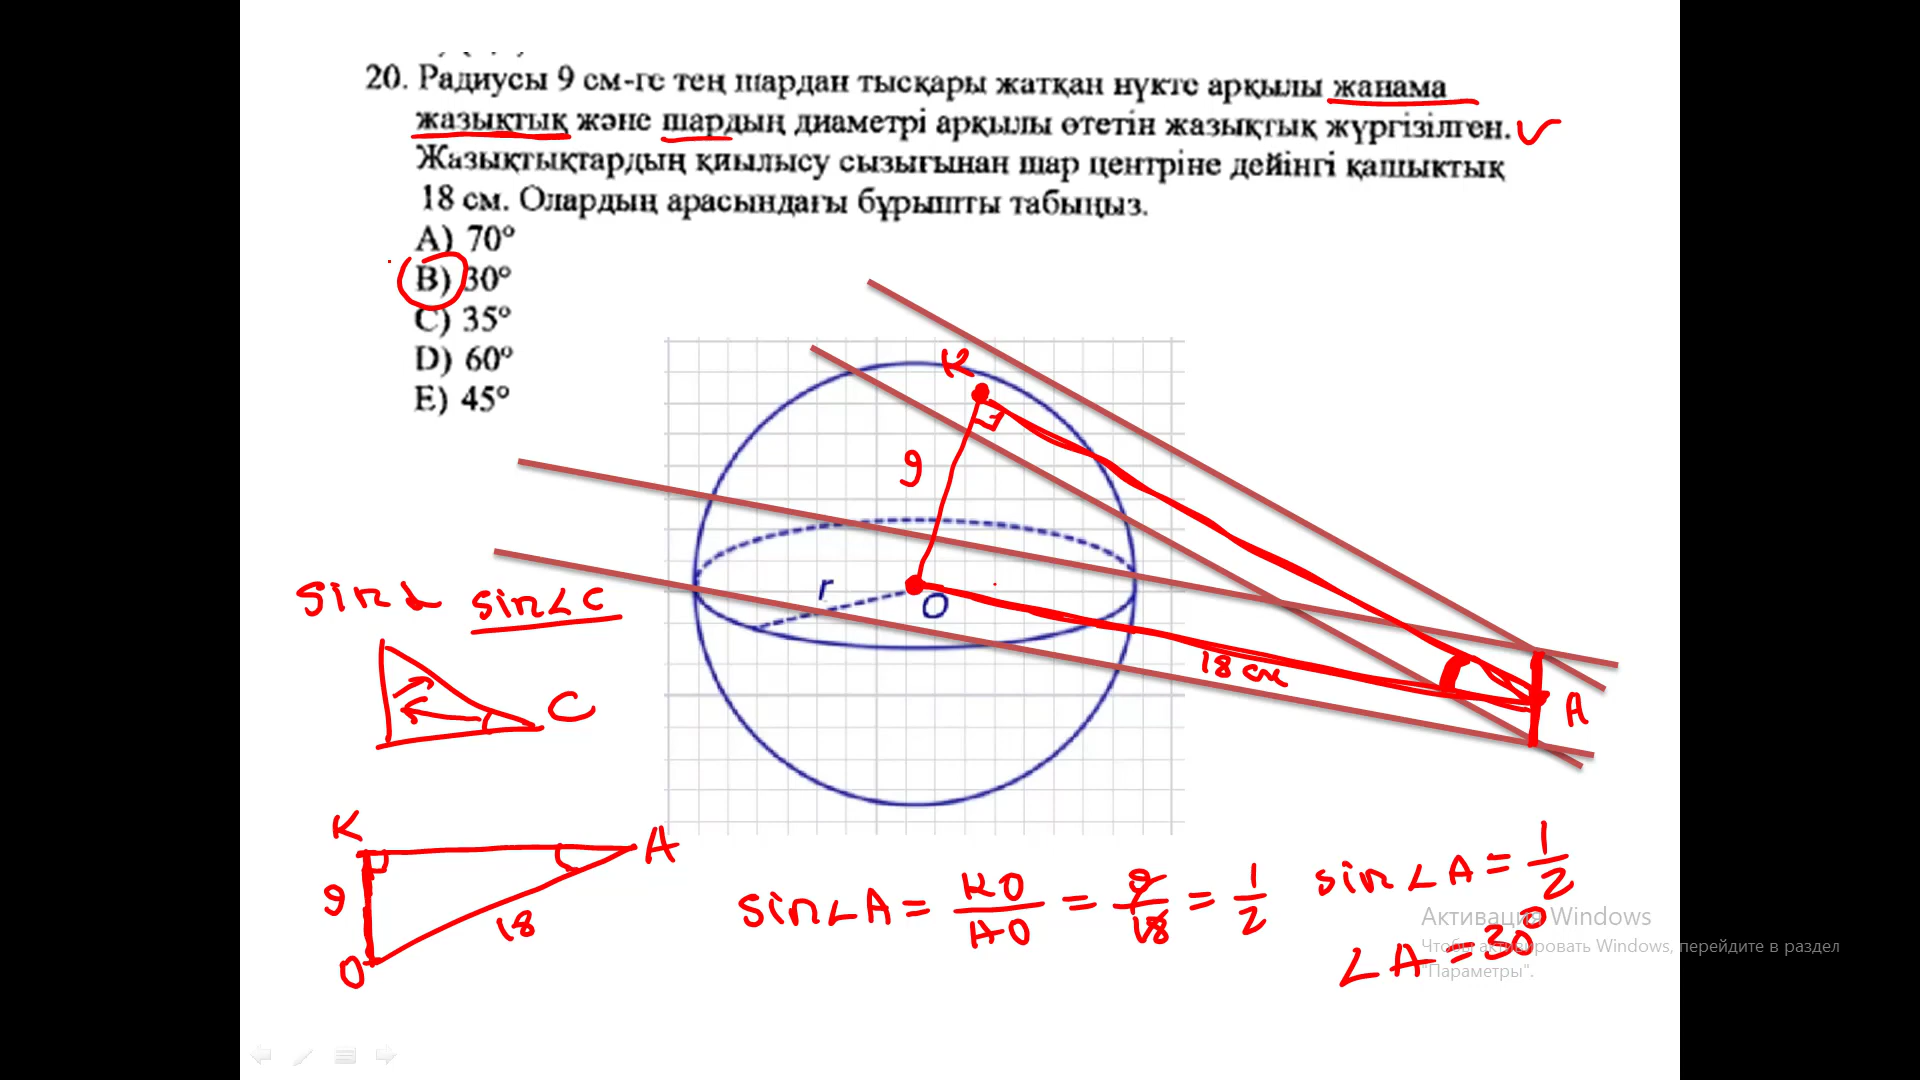 20. Радиусы 9 см-ге тең шардан тысқары жатқан нүкте арқылы жанама
жазықтық және шардың диаметрі арқылы өтетін жазықтық жүргізілген.
Жазықтықтардың қиылысу сызығынан шар центріне дейінгі қашықтық
18 см. Олардың арасындағы бұрышты табыңыз.
A) 70°
B) 30°
C) 35°
D) 60°
E) 45°
K
9
r
O
18 см
A
sin α sin∠C
C
K
A
9
18
O
sin∠A = KO/AO = 9/18 = 1/2
sin∠A = 1/2
∠A = 30°
Активация Windows
Чтобы активировать Windows, перейдите в раздел
"Параметры".